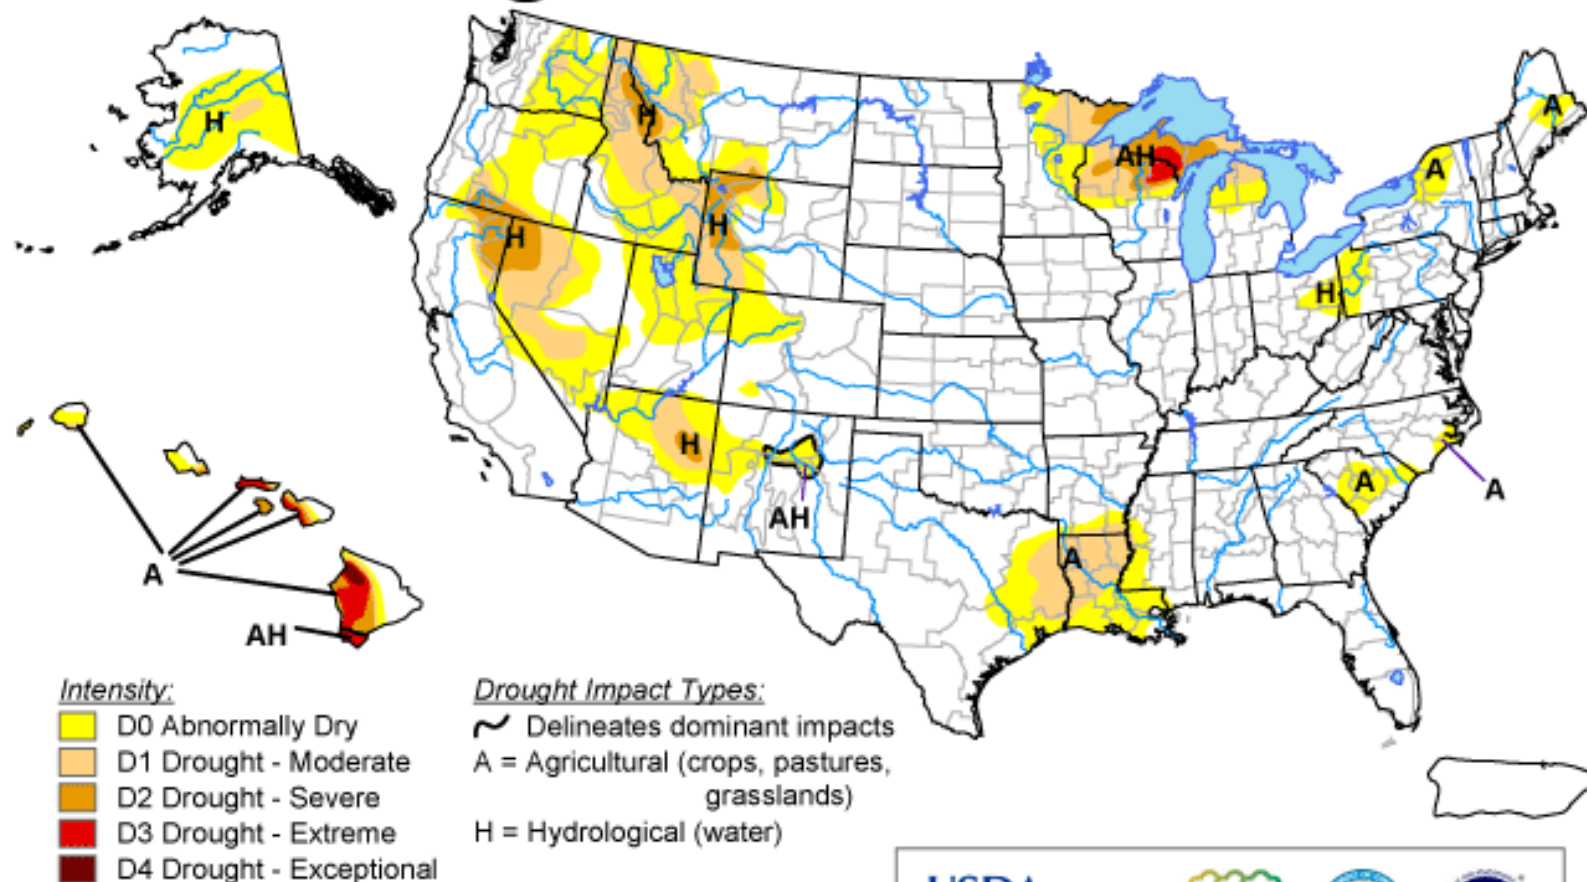 H
H
AH
A
A
H
H
H
H
A
A
AH
A
A
AH
Intensity:
D0 Abnormally Dry
D1 Drought - Moderate
D2 Drought - Severe
D3 Drought - Extreme
D4 Drought - Exceptional
Drought Impact Types:
Delineates dominant impacts
A = Agricultural (crops, pastures,
grasslands)
H = Hydrological (water)
USDA